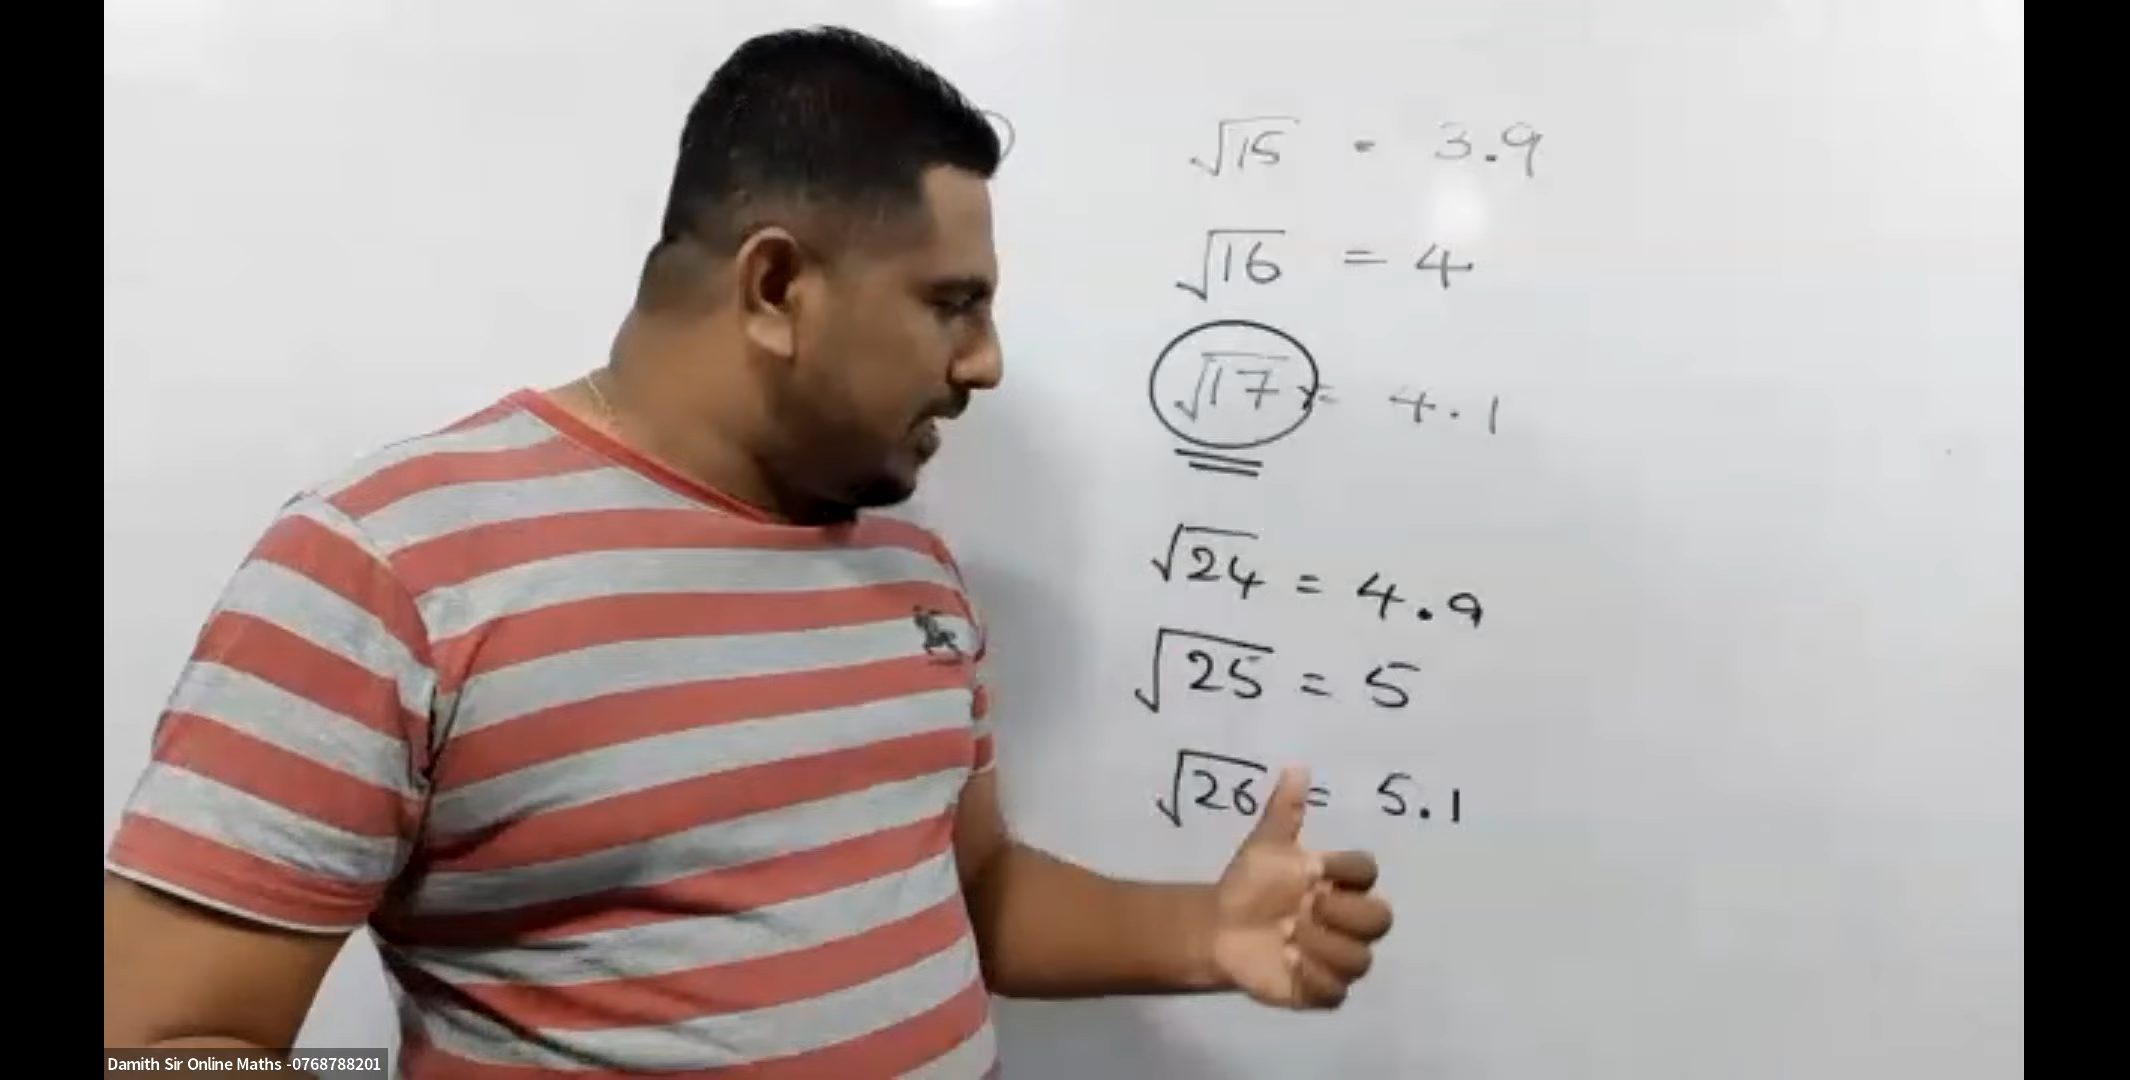 √15 = 3.9
√16 = 4
√17 = 4.1
√24 = 4.9
√25 = 5
√26 = 5.1
Damith Sir Online Maths -0768788201